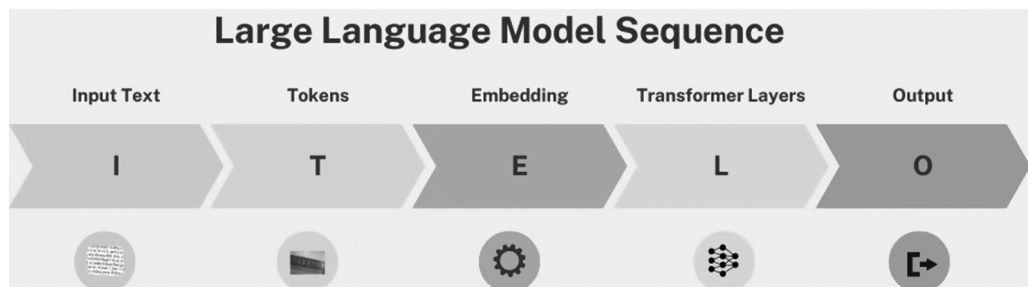 Large Language Model Sequence
Input Text Tokens Embedding Transformer Layers Output
I T E L O